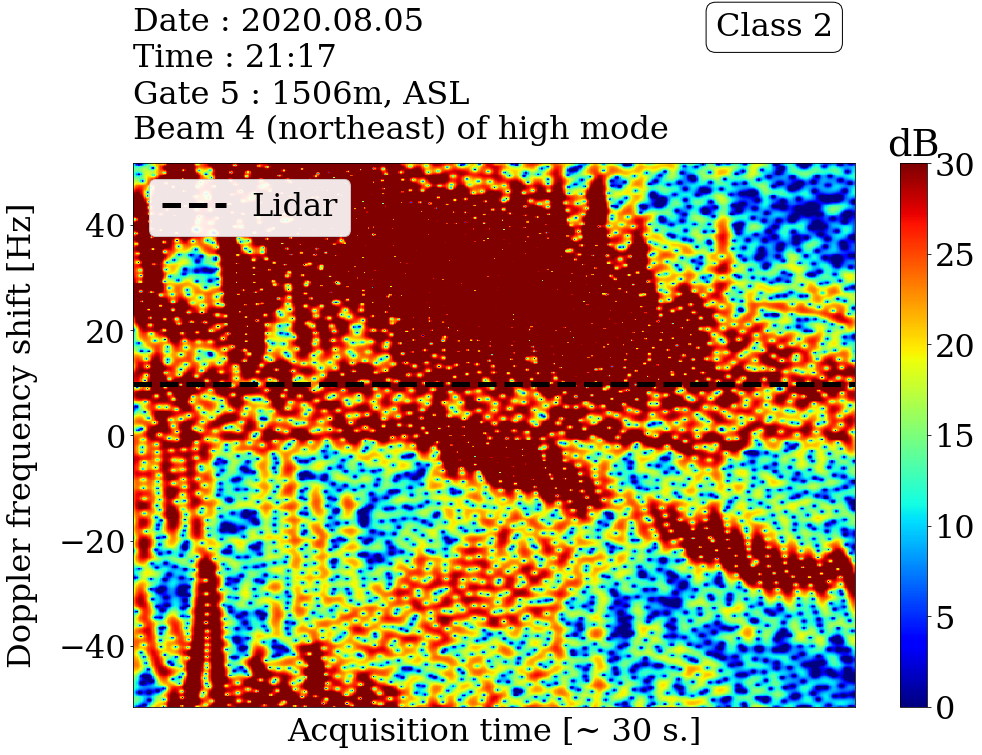 Date : 2020.08.05
Time : 21:17
Gate 5 : 1506m, ASL
Beam 4 (northeast) of high mode
Class 2
dB
Lidar
Doppler frequency shift [Hz]
40
20
0
−20
−40
Acquisition time [~ 30 s.]
30
25
20
15
10
5
0